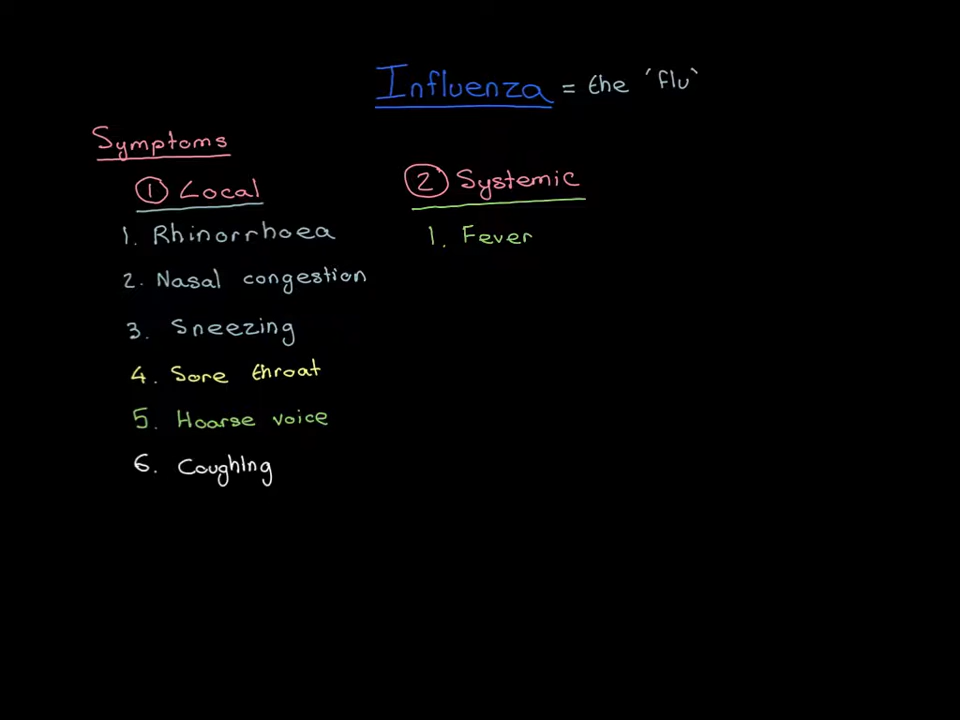 Influenza = the 'flu'
Symptoms
① Local
1. Rhinorrhoea
2. Nasal congestion
3. Sneezing
4. Sore throat
5. Hoarse voice
6. Coughing
② Systemic
1. Fever